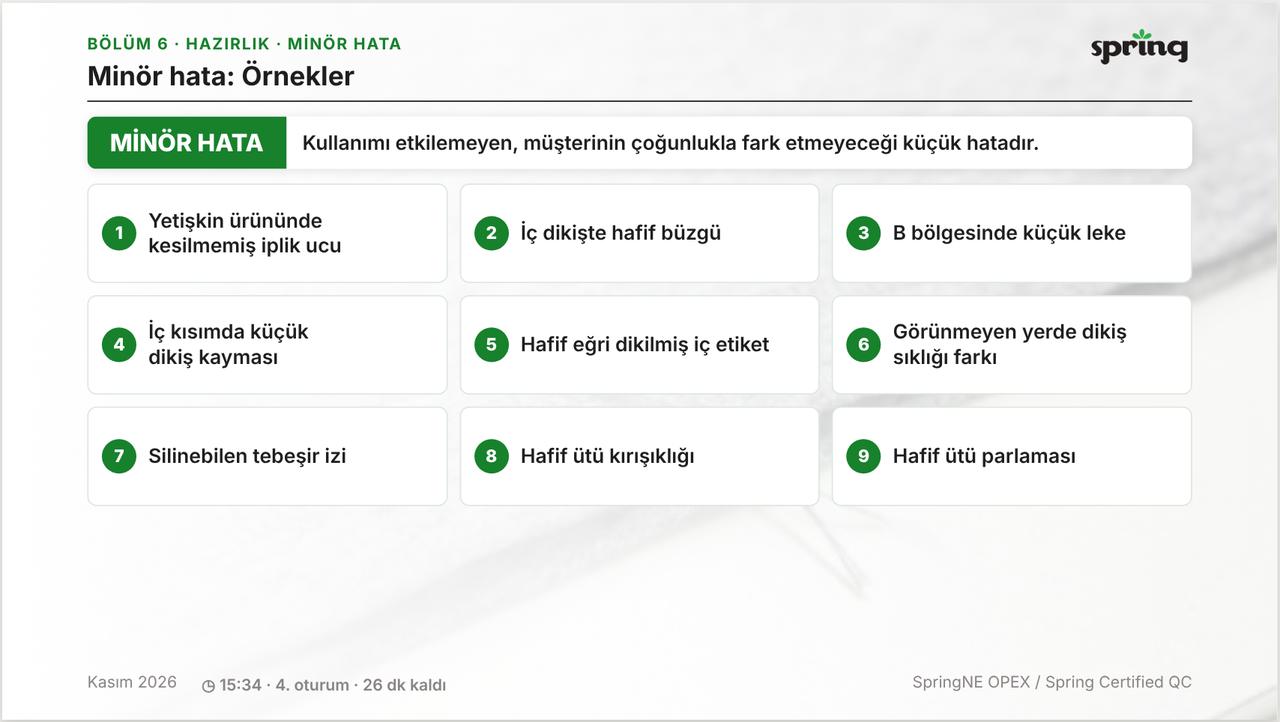 BÖLÜM 6 · HAZIRLIK · MİNÖR HATA
spring
Minör hata: Örnekler
MİNÖR HATA
Kullanımı etkilemeyen, müşterinin çoğunlukla fark etmeyeceği küçük hatadır.
1
Yetişkin ürününde
kesilmemiş iplik ucu
2
İç dikişte hafif büzgü
3
B bölgesinde küçük leke
4
İç kısımda küçük
dikiş kayması
5
Hafif eğri dikilmiş iç etiket
6
Görünmeyen yerde dikiş
sıklığı farkı
7
Silinebilen tebeşir izi
8
Hafif ütü kırışıklığı
9
Hafif ütü parlaması
Kasım 2026
◷ 15:34 · 4. oturum · 26 dk kaldı
SpringNE OPEX / Spring Certified QC